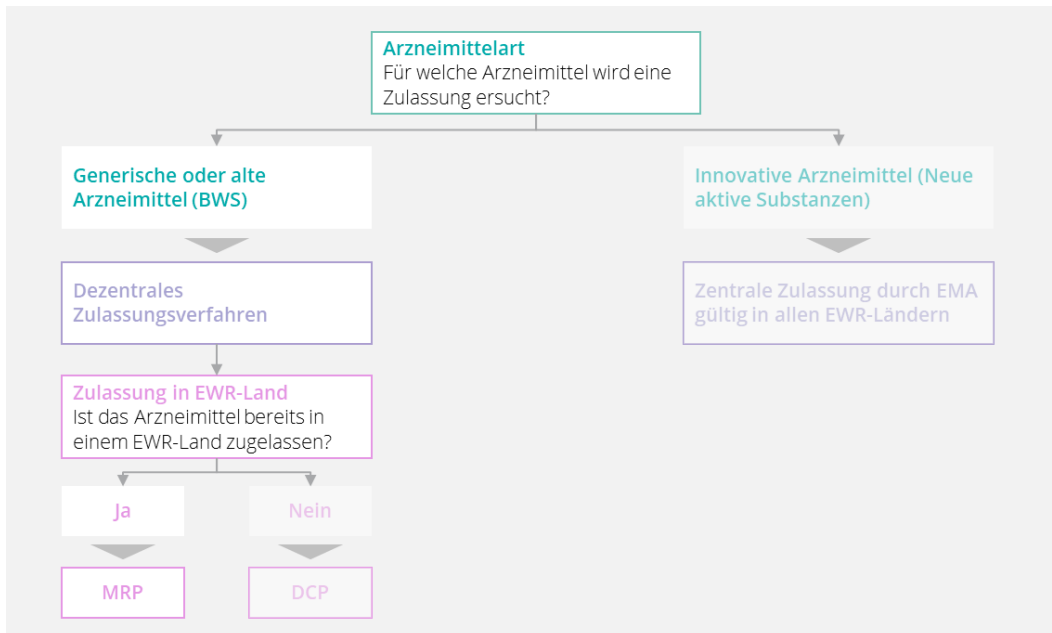 Arzneimittelart
Für welche Arzneimittel wird eine
Zulassung ersucht?
Generische oder alte
Arzneimittel (BWS)
Innovative Arzneimittel (Neue
aktive Substanzen)
Dezentrales
Zulassungsverfahren
Zentrale Zulassung durch EMA
gültig in allen EWR-Ländern
Zulassung in EWR-Land
Ist das Arzneimittel bereits in
einem EWR-Land zugelassen?
Ja
Nein
MRP
DCP